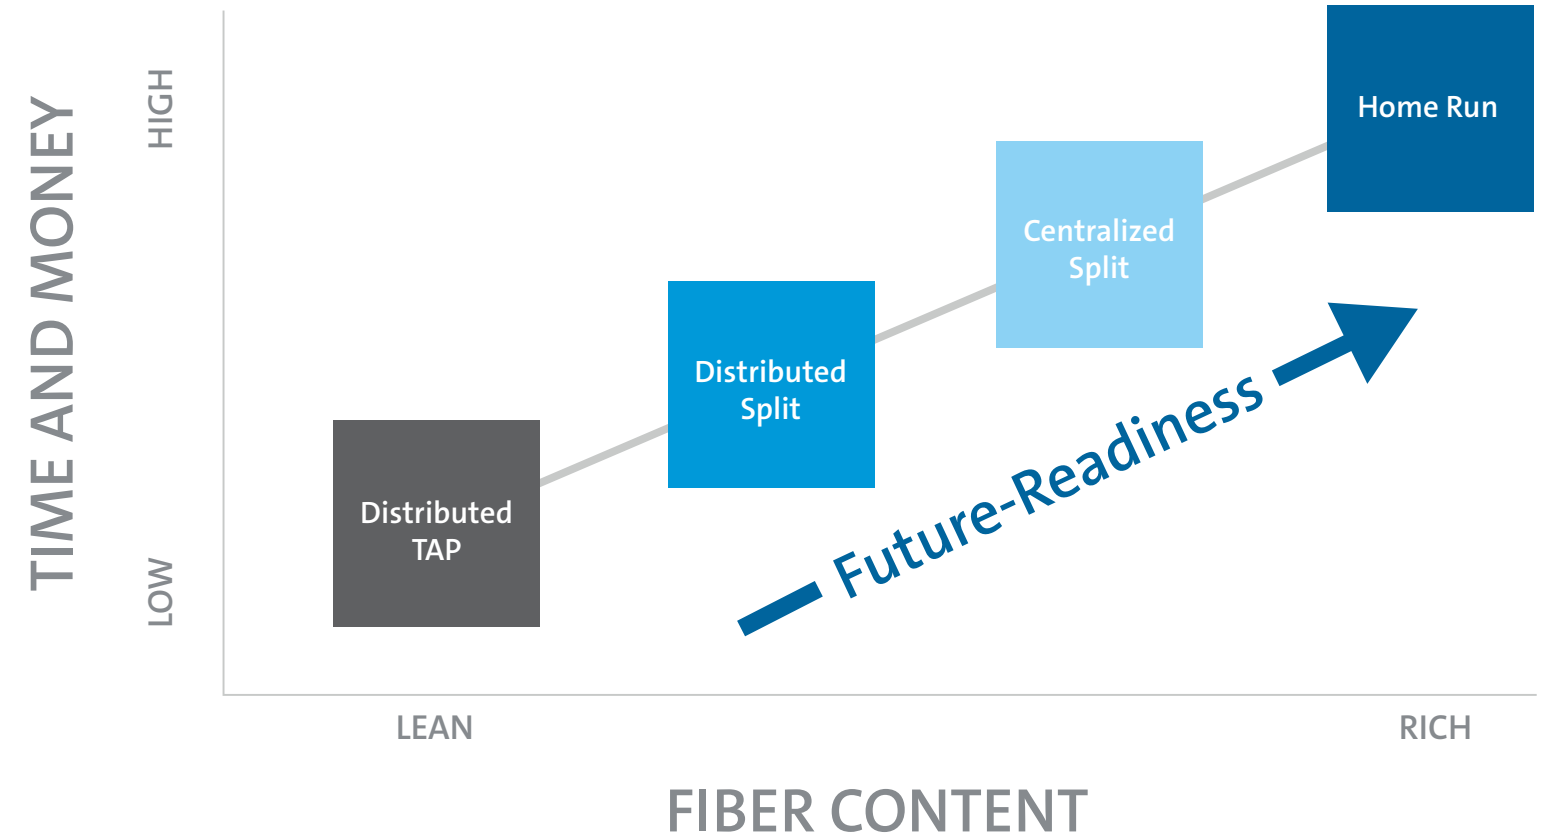 TIME AND MONEY
HIGH
LOW
Home Run
Centralized
Split
Distributed
Split
Distributed
TAP
Future-Readiness
LEAN
RICH
FIBER CONTENT